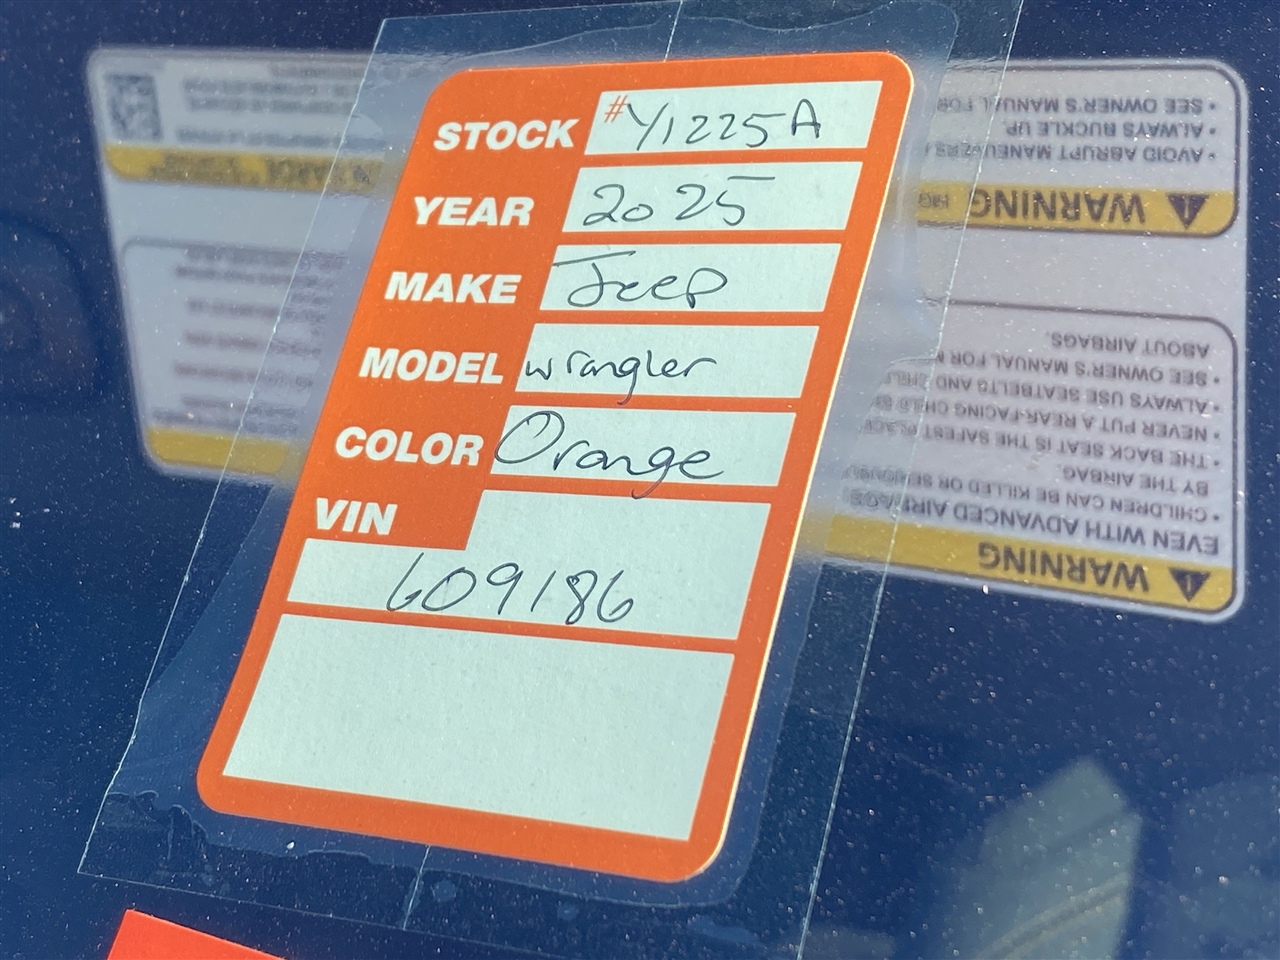 STOCK #Y1225A
YEAR 2025
MAKE Jeep
MODEL wrangler
COLOR Orange
VIN
609186
• SEE OWNER'S MANUAL FOR
• ALWAYS BUCKLE UP.
• AVOID ABRUPT MANEUVERS
WARNING
WARNING
EVEN WITH ADVANCED AIRBAGS
• CHILDREN CAN BE KILLED OR SERIOUSLY
BY THE AIRBAG.
• THE BACK SEAT IS THE SAFEST PLACE
• NEVER PUT A REAR-FACING CHILD
• ALWAYS USE SEATBELTS AND CHILD
• SEE OWNER'S MANUAL FOR
ABOUT AIRBAGS.